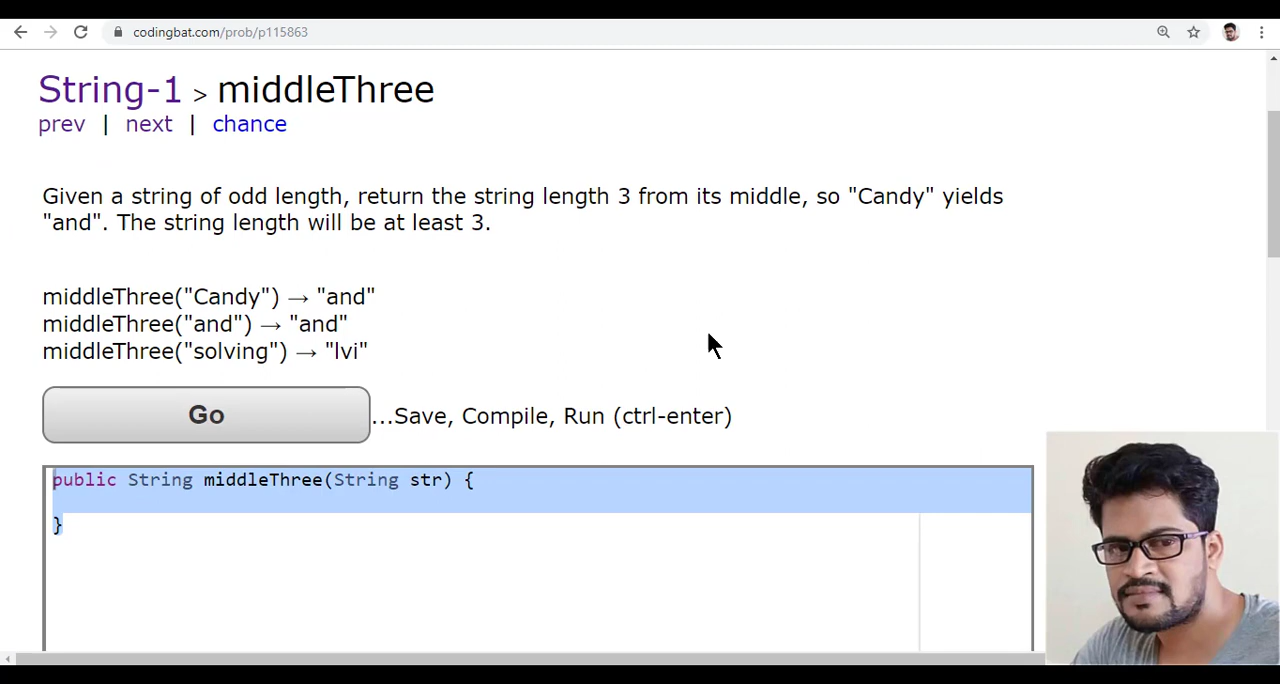 codingbat.com/prob/p115863
String-1 > middleThree
prev | next | chance
Given a string of odd length, return the string length 3 from its middle, so "Candy" yields
"and". The string length will be at least 3.
middleThree("Candy") → "and"
middleThree("and") → "and"
middleThree("solving") → "lvi"
Go ...Save, Compile, Run (ctrl-enter)
public String middleThree(String str) {
}